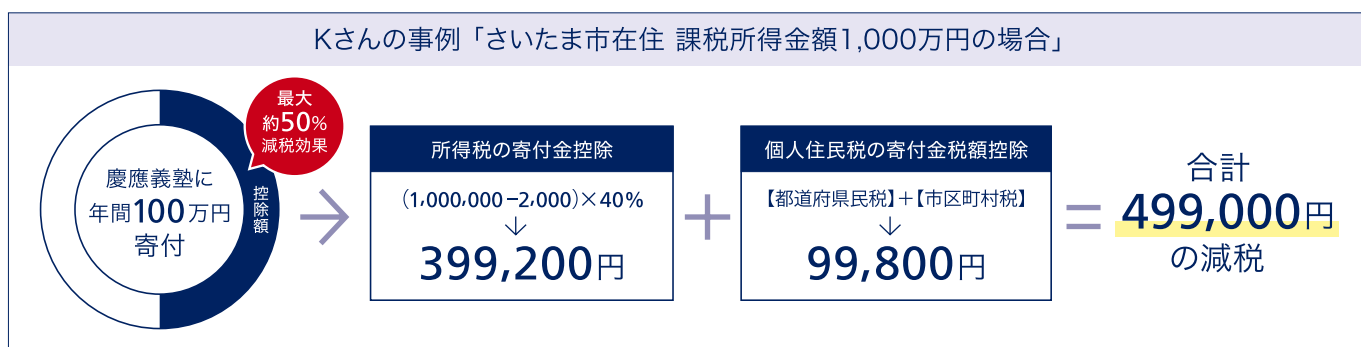 Kさんの事例「さいたま市在住 課税所得金額1,000万円の場合」
最大
約50%
減税効果
慶應義塾に
年間100万円
寄付
控除額
所得税の寄付金控除
(1,000,000−2,000)×40%
↓
399,200円
+
個人住民税の寄付金税額控除
【都道府県民税】+【市区町村税】
↓
99,800円
=
合計
499,000円
の減税